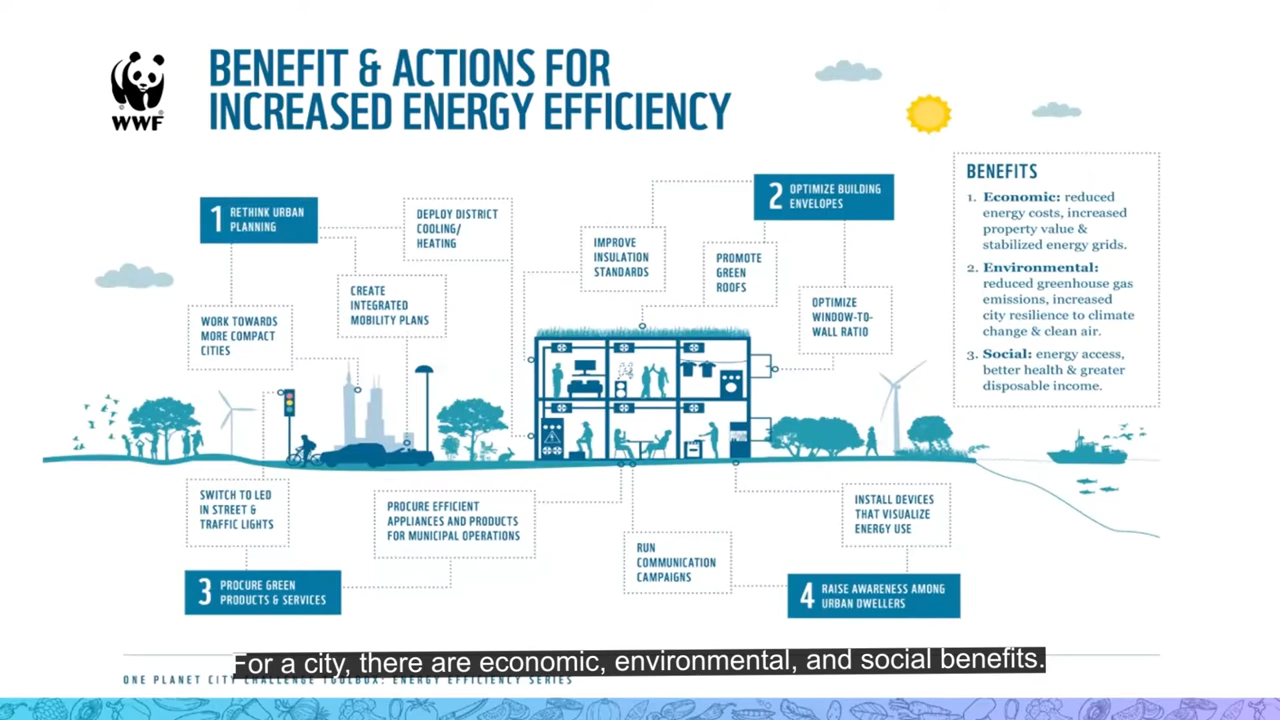 BENEFIT & ACTIONS FOR
INCREASED ENERGY EFFICIENCY
WWF
1 RETHINK URBAN
PLANNING
DEPLOY DISTRICT
COOLING/
HEATING
CREATE
INTEGRATED
MOBILITY PLANS
WORK TOWARDS
MORE COMPACT
CITIES
2 OPTIMIZE BUILDING
ENVELOPES
IMPROVE
INSULATION
STANDARDS
PROMOTE
GREEN
ROOFS
OPTIMIZE
WINDOW-TO-
WALL RATIO
BENEFITS
1. Economic: reduced
energy costs, increased
property value &
stabilized energy grids.
2. Environmental:
reduced greenhouse gas
emissions, increased
city resilience to climate
change & clean air.
3. Social: energy access,
better health & greater
disposable income.
SWITCH TO LED
IN STREET &
TRAFFIC LIGHTS
PROCURE EFFICIENT
APPLIANCES AND PRODUCTS
FOR MUNICIPAL OPERATIONS
3 PROCURE GREEN
PRODUCTS & SERVICES
RUN
COMMUNICATION
CAMPAIGNS
INSTALL DEVICES
THAT VISUALIZE
ENERGY USE
4 RAISE AWARENESS AMONG
URBAN DWELLERS
For a city, there are economic, environmental, and social benefits.
ONE PLANET CITY CHALLENGE TOOLBOX: ENERGY EFFICIENCY SERIES